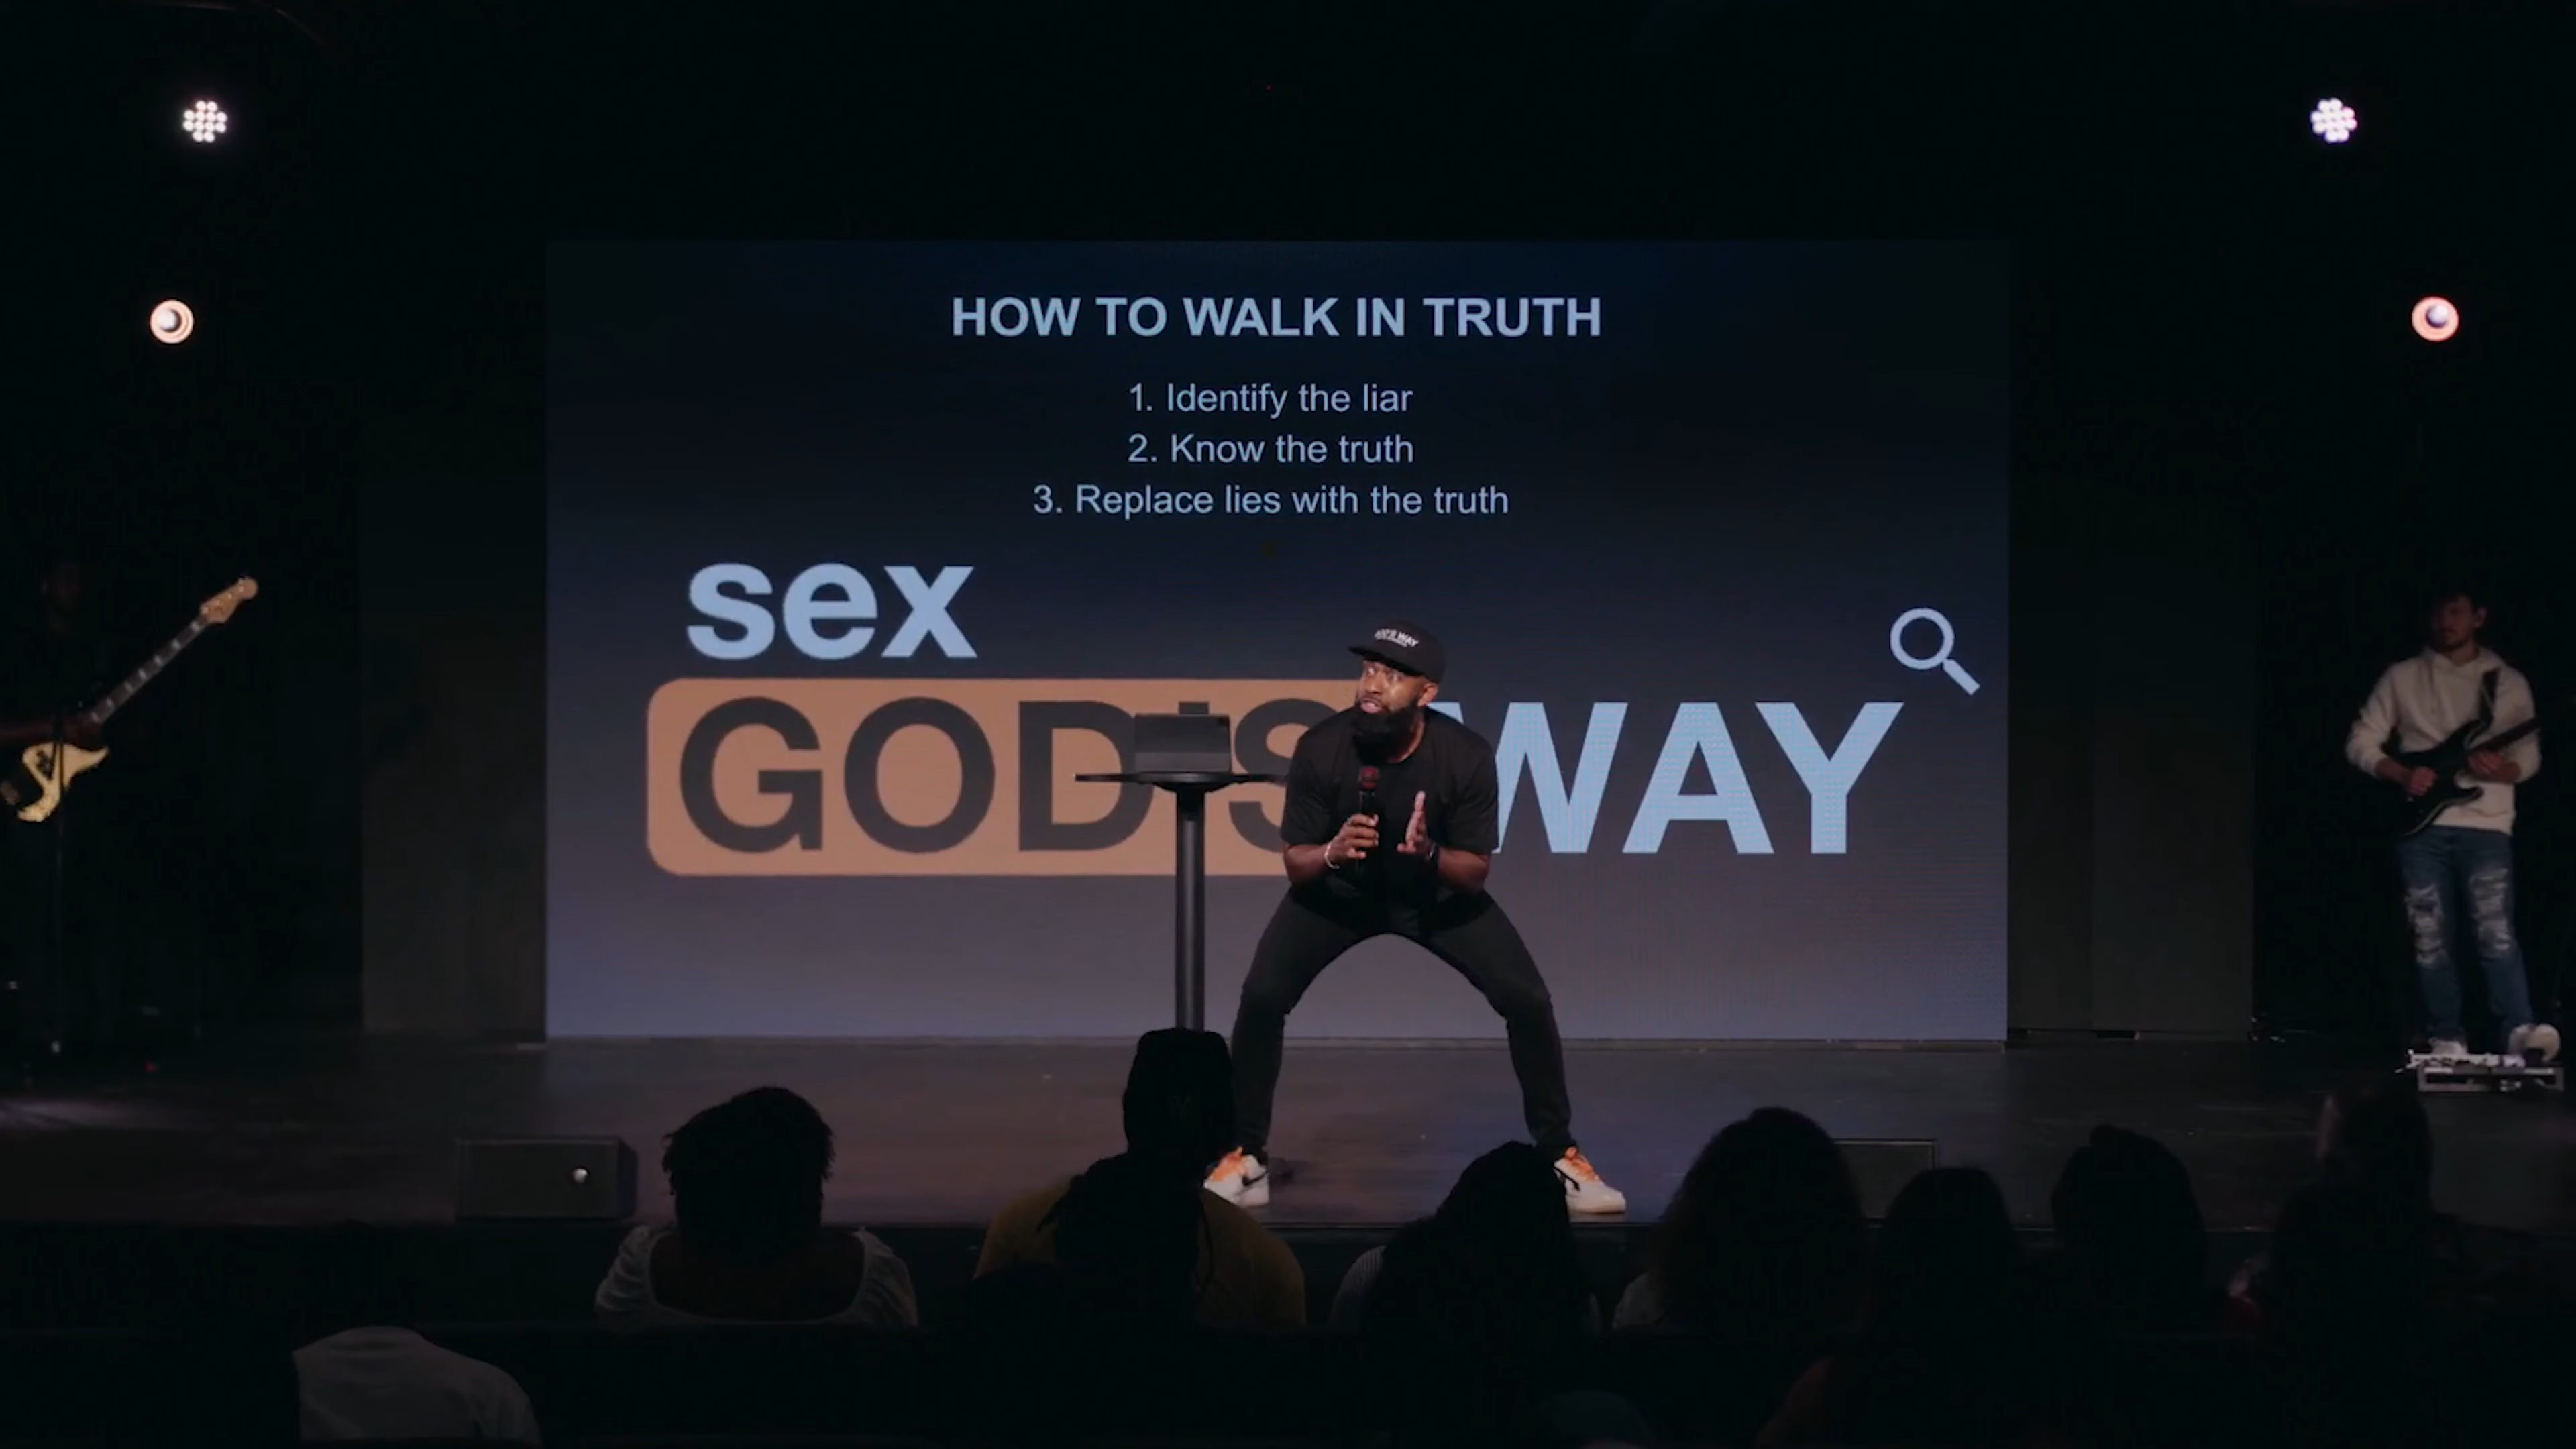 HOW TO WALK IN TRUTH
1. Identify the liar
2. Know the truth
3. Replace lies with the truth
sex
GOD'S WAY